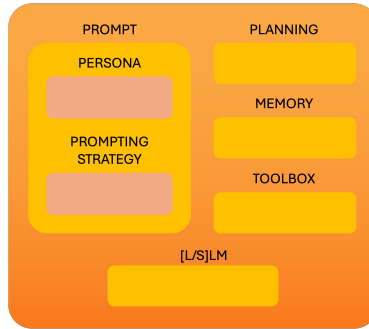 PROMPT
PERSONA
PROMPTING
STRATEGY
PLANNING
MEMORY
TOOLBOX
[L/S]LM